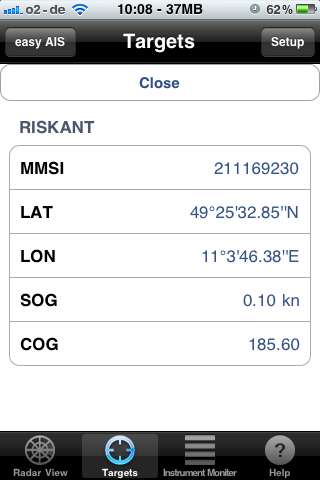 o2-de 10:08 - 37MB 62%
easy AIS Targets Setup
Close
RISKANT
MMSI 211169230
LAT 49°25'32.85"N
LON 11°3'46.38"E
SOG 0.10 kn
COG 185.60
Radar View Targets Instrument Moniter Help